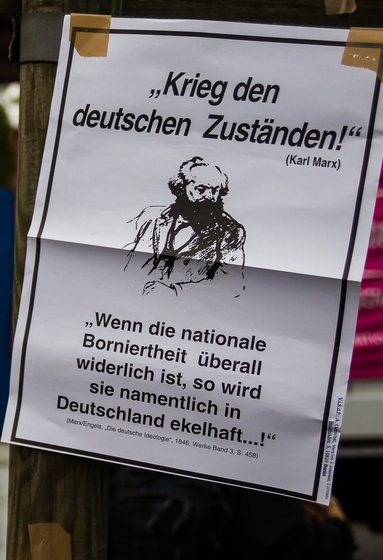 „Krieg den
deutschen Zuständen!“
(Karl Marx)
„Wenn die nationale
Borniertheit überall
widerlich ist, so wird
sie namentlich in
Deutschland ekelhaft...!“
(Marx/Engels, „Die deutsche Ideologie“, 1846, Werke Band 3, S. 458)